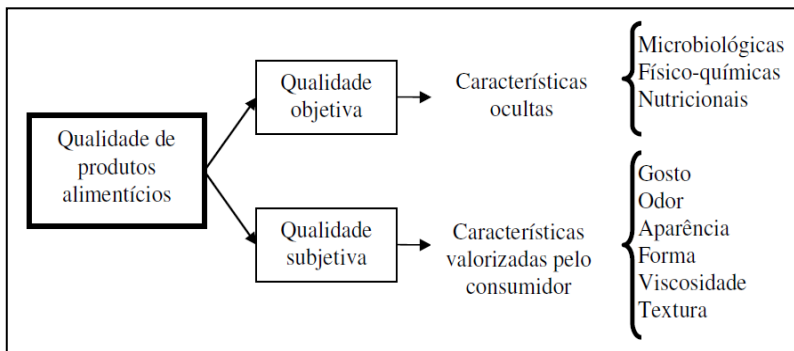 Qualidade de
produtos
alimentícios
Qualidade
objetiva
Características
ocultas
Microbiológicas
Físico-químicas
Nutricionais
Qualidade
subjetiva
Características
valorizadas pelo
consumidor
Gosto
Odor
Aparência
Forma
Viscosidade
Textura